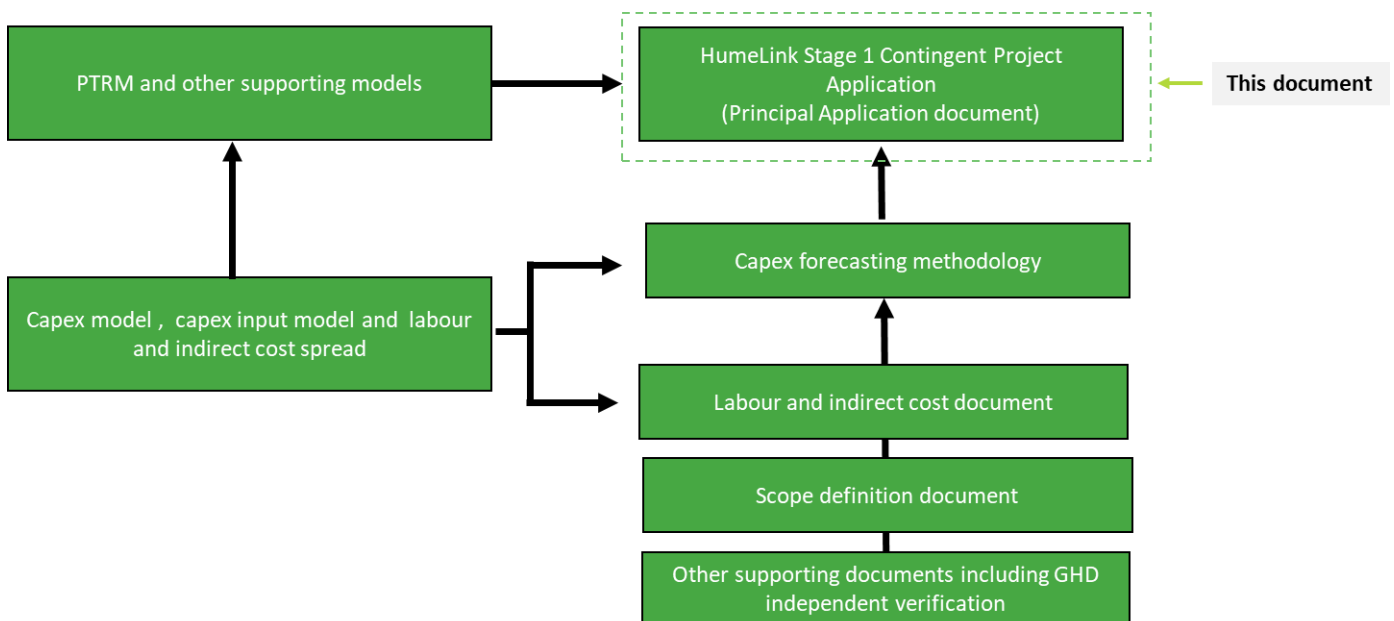 PTRM and other supporting models
HumeLink Stage 1 Contingent Project
Application
(Principal Application document)
This document
Capex forecasting methodology
Capex model , capex input model and labour
and indirect cost spread
Labour and indirect cost document
Scope definition document
Other supporting documents including GHD
independent verification